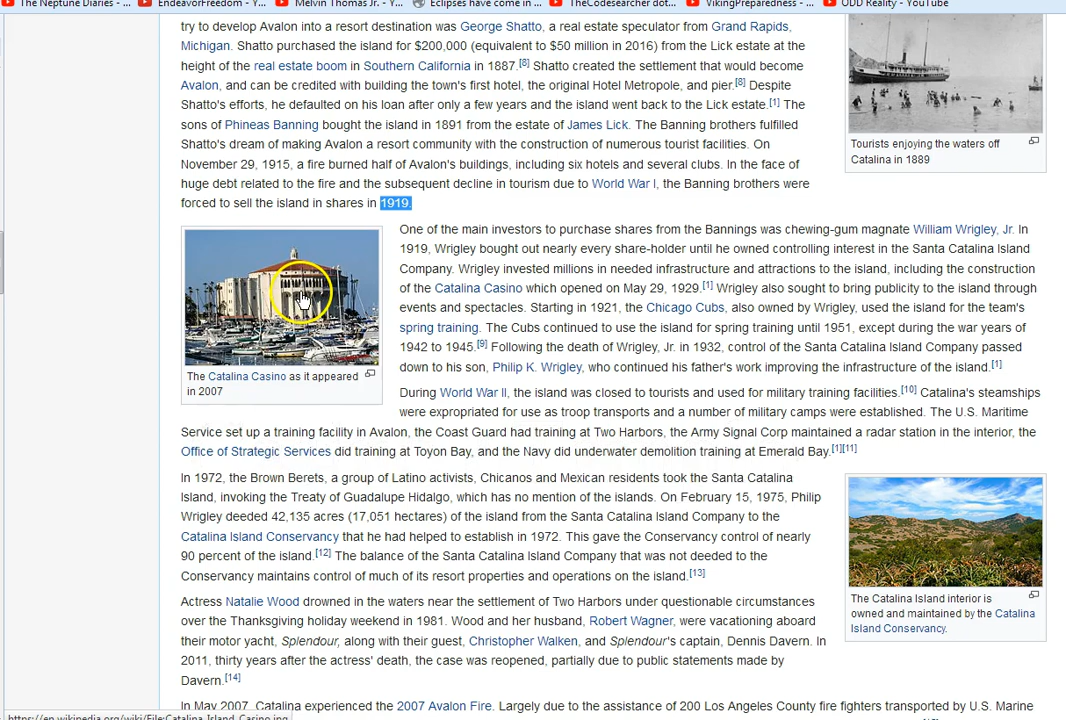 The Neptune Diaries - ...
EndeavorFreedom - Y...
Melvin Thomas Jr. - Y...
Eclipses have come in ...
TheCodesearcher dot...
VikingPreparedness - ...
ODD Reality - YouTube
try to develop Avalon into a resort destination was George Shatto, a real estate speculator from Grand Rapids,
Michigan. Shatto purchased the island for $200,000 (equivalent to $50 million in 2016) from the Lick estate at the
height of the real estate boom in Southern California in 1887.[8] Shatto created the settlement that would become
Avalon, and can be credited with building the town's first hotel, the original Hotel Metropole, and pier.[8] Despite
Shatto's efforts, he defaulted on his loan after only a few years and the island went back to the Lick estate.[1] The
sons of Phineas Banning bought the island in 1891 from the estate of James Lick. The Banning brothers fulfilled
Shatto's dream of making Avalon a resort community with the construction of numerous tourist facilities. On
November 29, 1915, a fire burned half of Avalon's buildings, including six hotels and several clubs. In the face of
huge debt related to the fire and the subsequent decline in tourism due to World War I, the Banning brothers were
forced to sell the island in shares in 1919.
Tourists enjoying the waters off
Catalina in 1889
The Catalina Casino as it appeared
in 2007
One of the main investors to purchase shares from the Bannings was chewing-gum magnate William Wrigley, Jr. In
1919, Wrigley bought out nearly every share-holder until he owned controlling interest in the Santa Catalina Island
Company. Wrigley invested millions in needed infrastructure and attractions to the island, including the construction
of the Catalina Casino which opened on May 29, 1929.[1] Wrigley also sought to bring publicity to the island through
events and spectacles. Starting in 1921, the Chicago Cubs, also owned by Wrigley, used the island for the team's
spring training. The Cubs continued to use the island for spring training until 1951, except during the war years of
1942 to 1945.[9] Following the death of Wrigley, Jr. in 1932, control of the Santa Catalina Island Company passed
down to his son, Philip K. Wrigley, who continued his father's work improving the infrastructure of the island.[1]
During World War II, the island was closed to tourists and used for military training facilities.[10] Catalina's steamships
were expropriated for use as troop transports and a number of military camps were established. The U.S. Maritime
Service set up a training facility in Avalon, the Coast Guard had training at Two Harbors, the Army Signal Corp maintained a radar station in the interior, the
Office of Strategic Services did training at Toyon Bay, and the Navy did underwater demolition training at Emerald Bay.[1][11]
In 1972, the Brown Berets, a group of Latino activists, Chicanos and Mexican residents took the Santa Catalina
Island, invoking the Treaty of Guadalupe Hidalgo, which has no mention of the islands. On February 15, 1975, Philip
Wrigley deeded 42,135 acres (17,051 hectares) of the island from the Santa Catalina Island Company to the
Catalina Island Conservancy that he had helped to establish in 1972. This gave the Conservancy control of nearly
90 percent of the island.[12] The balance of the Santa Catalina Island Company that was not deeded to the
Conservancy maintains control of much of its resort properties and operations on the island.[13]
The Catalina Island interior is
owned and maintained by the Catalina
Island Conservancy.
Actress Natalie Wood drowned in the waters near the settlement of Two Harbors under questionable circumstances
over the Thanksgiving holiday weekend in 1981. Wood and her husband, Robert Wagner, were vacationing aboard
their motor yacht, Splendour, along with their guest, Christopher Walken, and Splendour's captain, Dennis Davern. In
2011, thirty years after the actress' death, the case was reopened, partially due to public statements made by
Davern.[14]
In May 2007, Catalina experienced the 2007 Avalon Fire. Largely due to the assistance of 200 Los Angeles County fire fighters transported by U.S. Marine
https://en.wikipedia.org/wiki/File:Catalina_Island_Casino.jpg